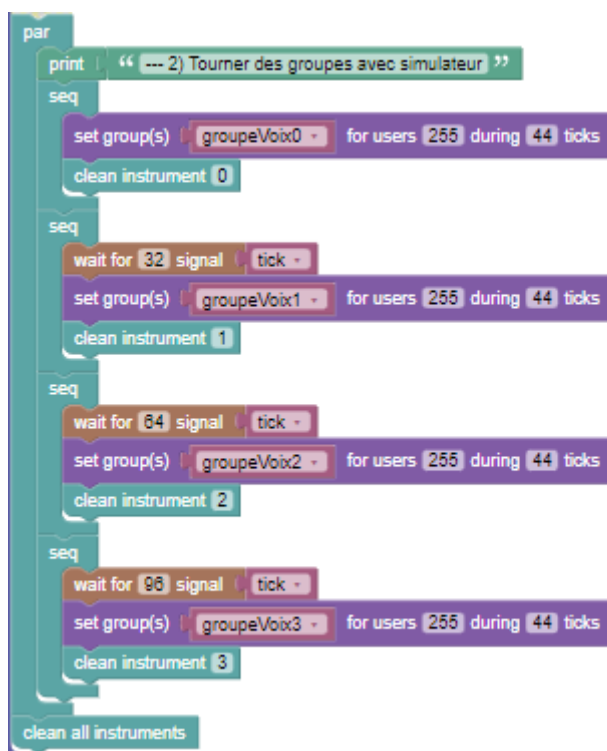 par
print “ --- 2) Tourner des groupes avec simulateur ”
seq
set group(s) groupeVoix0 for users 255 during 44 ticks
clean instrument 0
seq
wait for 32 signal tick
set group(s) groupeVoix1 for users 255 during 44 ticks
clean instrument 1
seq
wait for 64 signal tick
set group(s) groupeVoix2 for users 255 during 44 ticks
clean instrument 2
seq
wait for 96 signal tick
set group(s) groupeVoix3 for users 255 during 44 ticks
clean instrument 3
clean all instruments